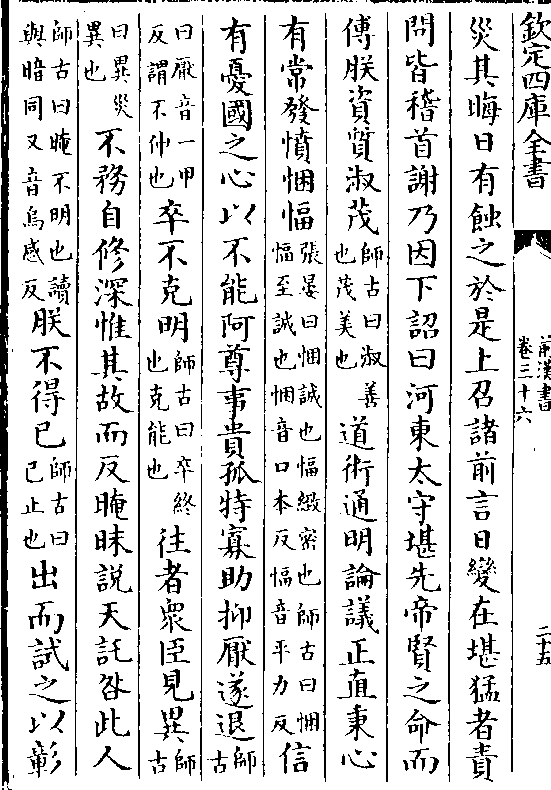 欽定四庫全書
前漢書
卷三十六
二十五
災其晦日有蝕之於是上召諸前言日變在堪猛者責
問皆稽首謝乃因下詔曰河東太守堪先帝賢之命而
傅朕資質淑茂師古曰淑善也茂美也道術通明論議正直秉心
有常發憤悃愊張晏曰悃誠也愊緻密也師古曰悃愊至誠也悃音口本反愊音平力反信
有憂國之心以不能阿尊事貴孤特寡助抑厭遂退師古
曰厭音一甲反謂不伸也卒不克明師古曰卒終也克能也往者衆臣見異師古
曰異災異也不務自修深惟其故而反晻昧說天託咎此人
師古曰晻不明也讀與暗同又音烏感反朕不得已師古曰已止也出而試之以彰